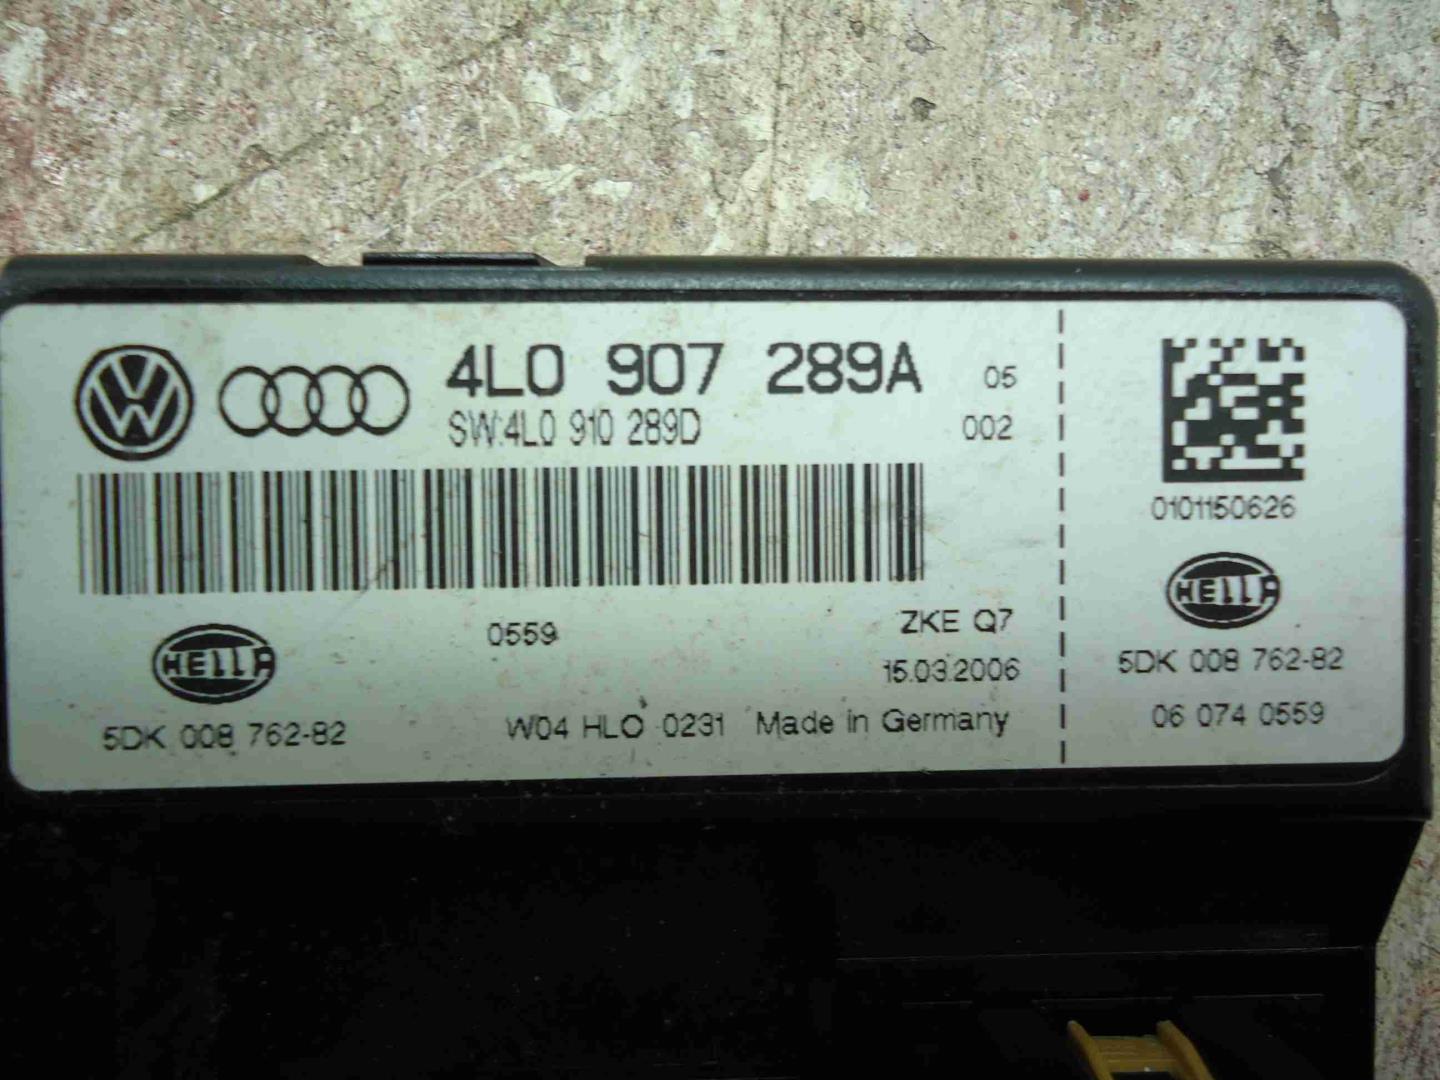 4L0 907 289A 05
SW:4L0 910 289D 002
0559
ZKE Q7
15.03.2006
HELLA
5DK 008 762-82
W04 HLO 0231 Made in Germany
0101150626
HELLA
5DK 008 762-82
06 074 0559